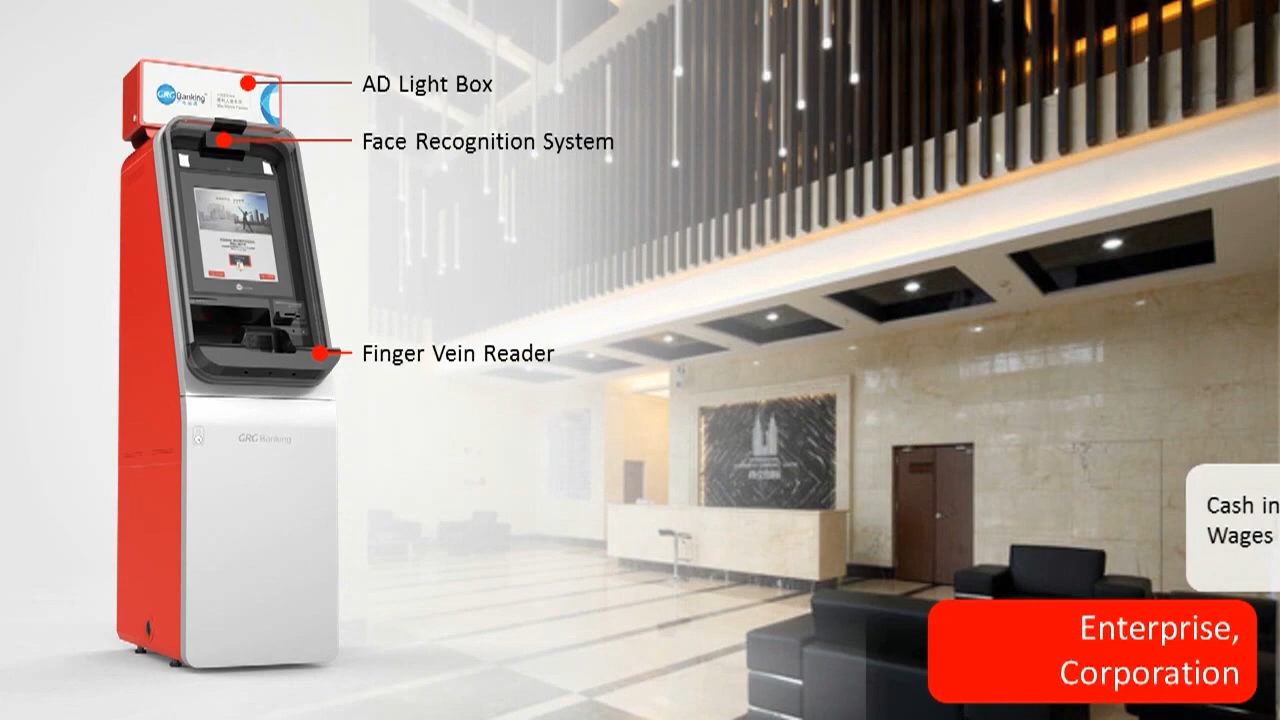 GRG Banking
AD Light Box
Face Recognition System
Finger Vein Reader
GRG Banking
Cash in
Wages
Enterprise,
Corporation